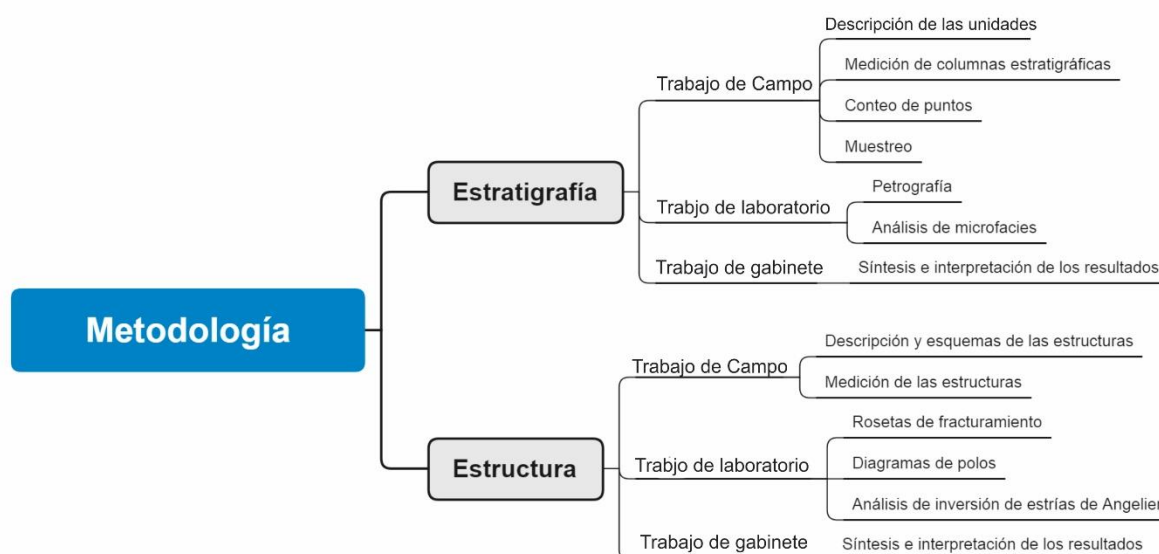 Metodología
Estratigrafía
Trabajo de Campo
Descripción de las unidades
Medición de columnas estratigráficas
Conteo de puntos
Muestreo
Trabjo de laboratorio
Petrografía
Análisis de microfacies
Trabajo de gabinete
Síntesis e interpretación de los resultados
Estructura
Trabajo de Campo
Descripción y esquemas de las estructuras
Medición de las estructuras
Trabjo de laboratorio
Rosetas de fracturamiento
Diagramas de polos
Análisis de inversión de estrías de Angelier
Trabajo de gabinete
Síntesis e interpretación de los resultados